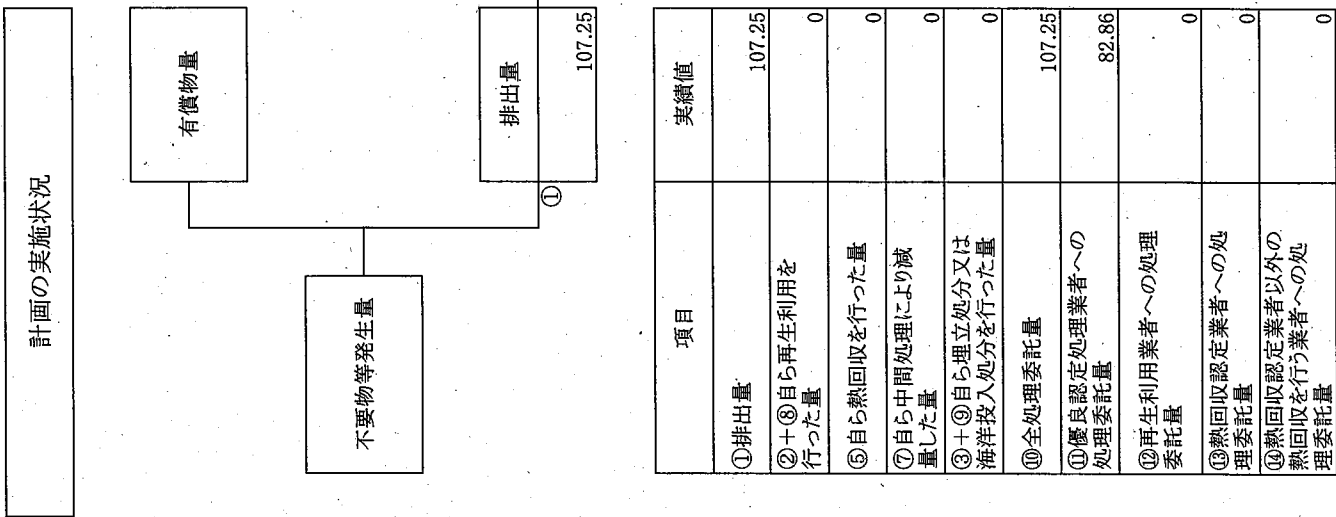 計画の実施状況
有償物量
不要物等発生量
排出量
①
107.25
項目
実績値
①排出量
107.25
②+⑧自ら再生利用を
行った量
0
⑤自ら熱回収を行った量
0
⑦自ら中間処理により減
量した量
0
③+⑨自ら埋立処分又は
海洋投入処分を行った量
0
⑩全処理委託量
107.25
⑪優良認定処理業者への
処理委託量
82.86
⑫再生利用業者への処理
委託量
0
⑬熱回収認定業者への処
理委託量
0
⑭熱回収認定業者以外の
熱回収を行う業者への処
理委託量
0